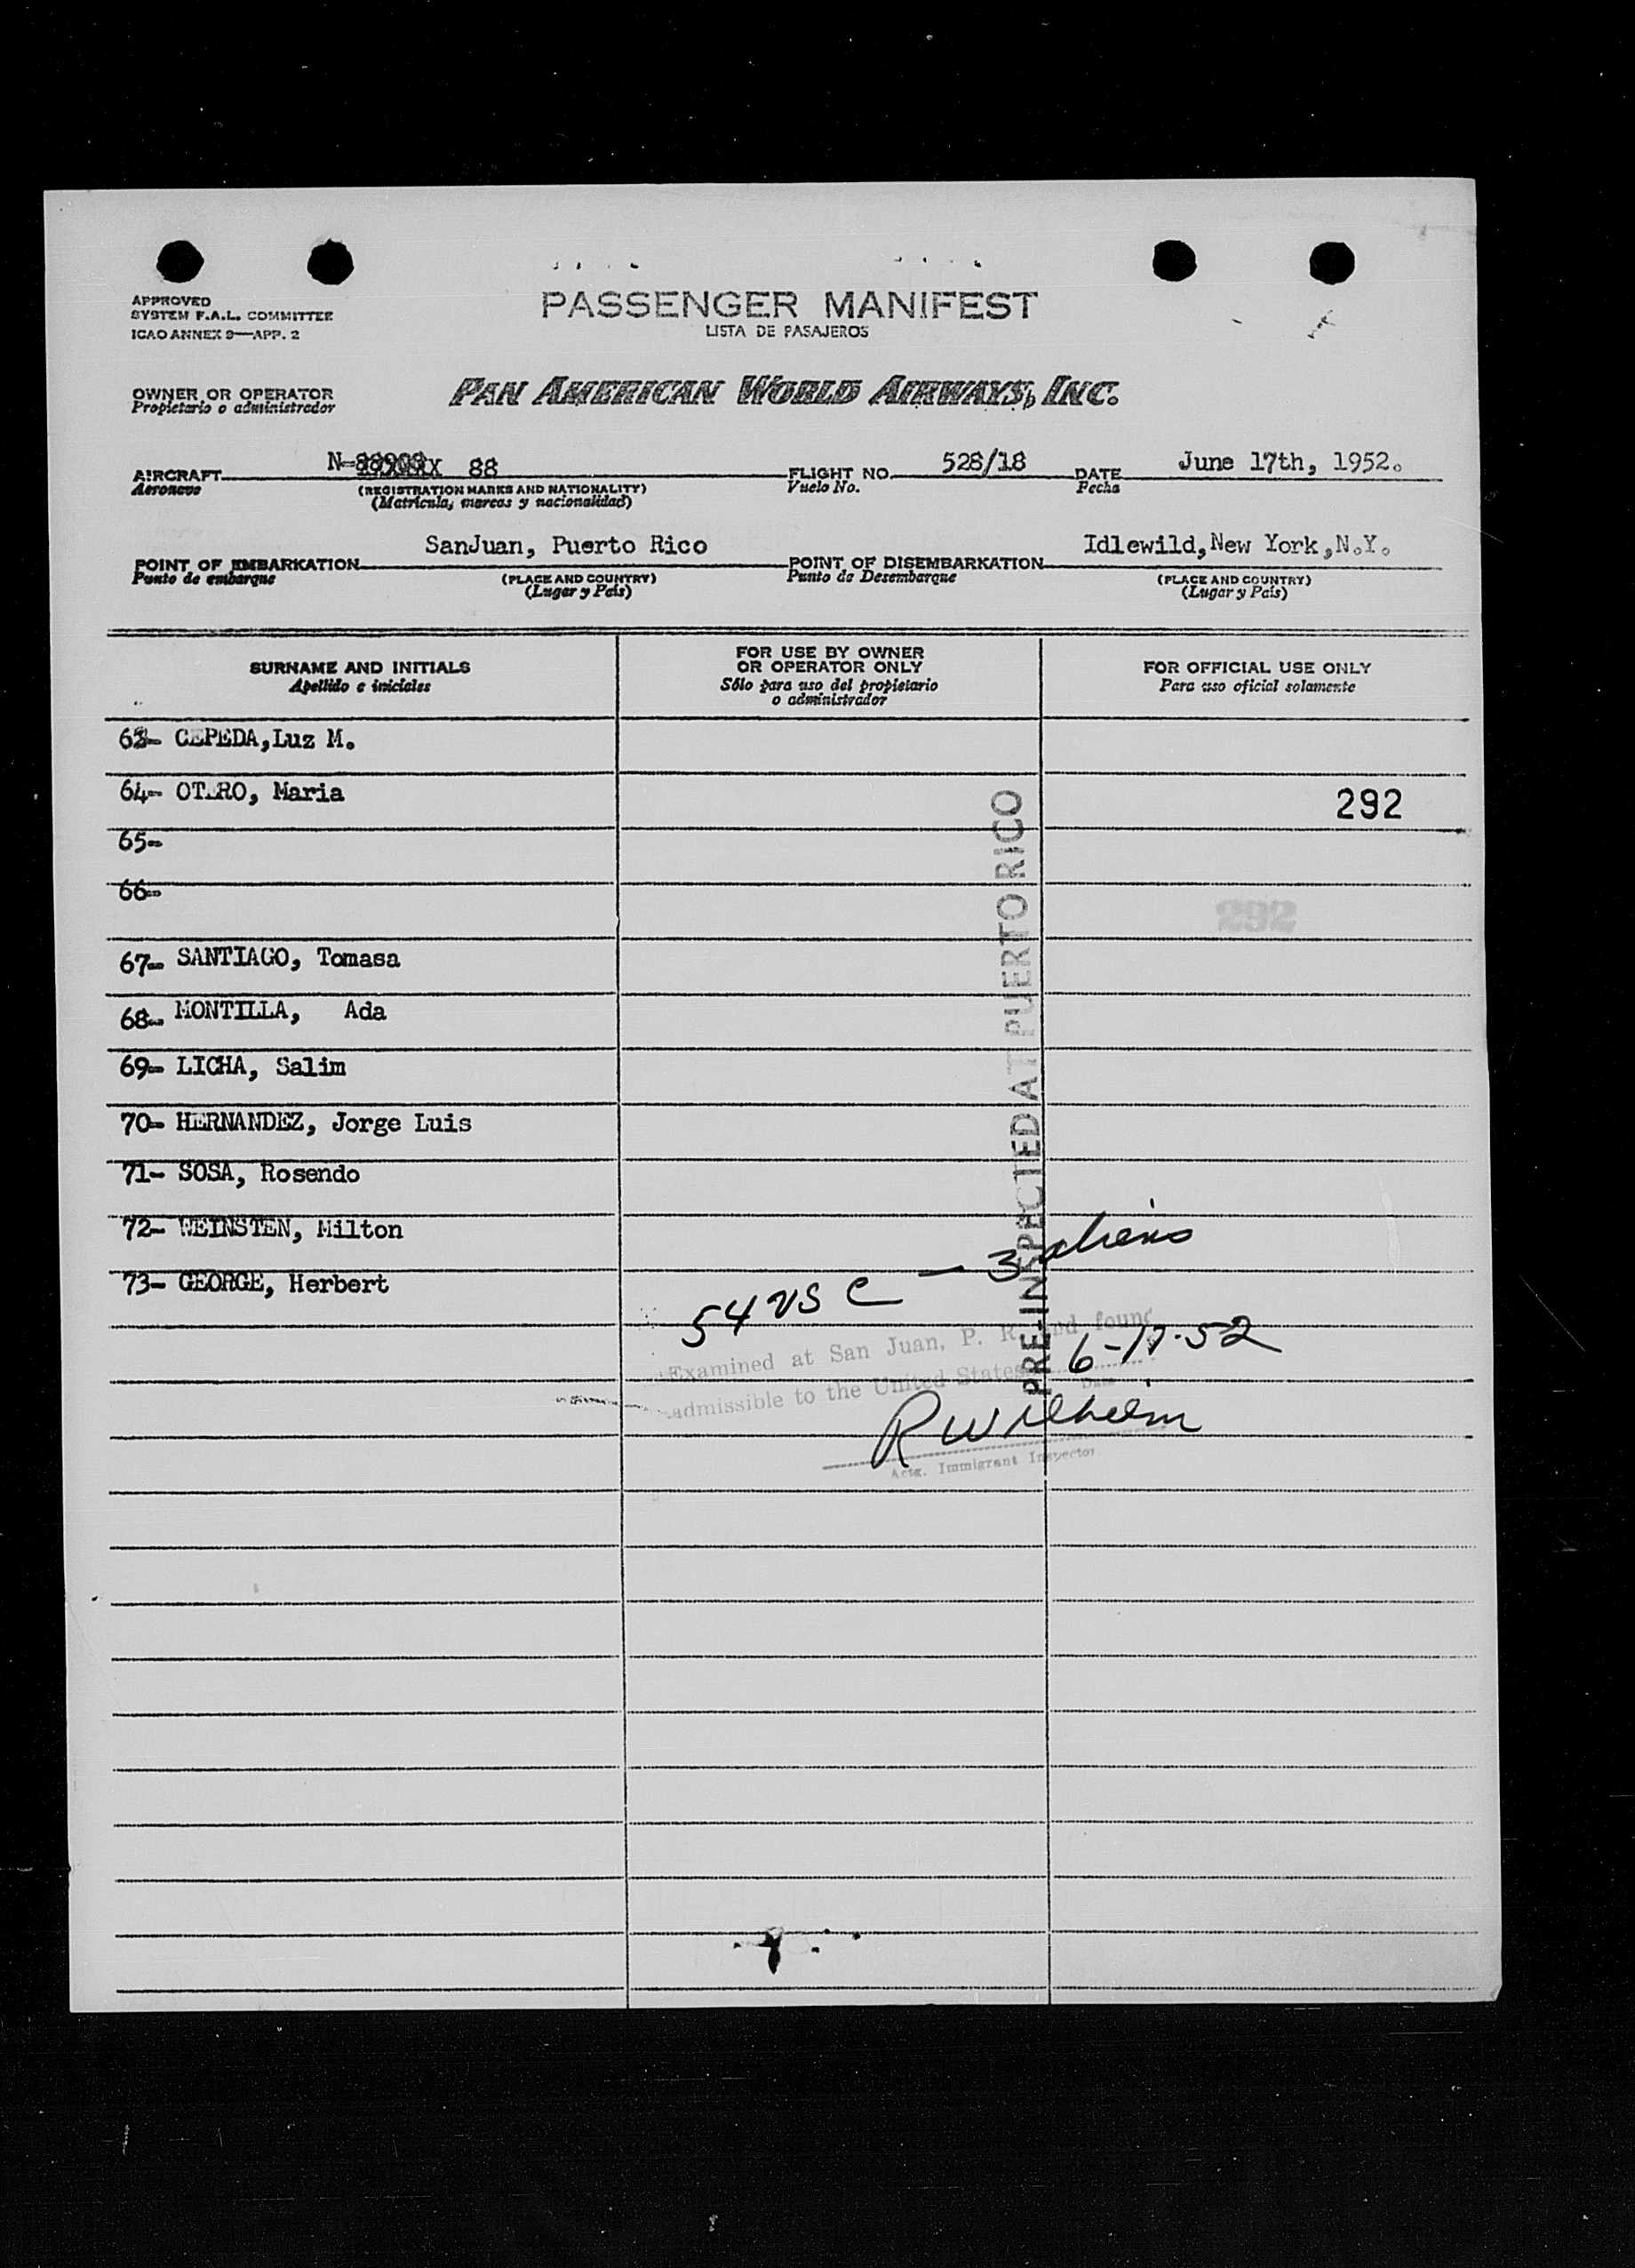 APPROVED
SYSTEM F.A.L. COMMITTEE
ICAO ANNEX 9—APP. 2
PASSENGER MANIFEST
LISTA DE PASAJEROS
OWNER OR OPERATOR
Propietario o administrador
PAN AMERICAN WORLD AIRWAYS, INC.
AIRCRAFT N- 88
Aeronave
(REGISTRATION MARKS AND NATIONALITY)
(Matricula, marcas y nacionalidad)
FLIGHT NO. 528/18
Vuelo No.
DATE June 17th, 1952.
Fecha
POINT OF EMBARKATION SanJuan, Puerto Rico
Punto de embarque
(PLACE AND COUNTRY)
(Lugar y País)
POINT OF DISEMBARKATION Idlewild,New York,N.Y.
Punto de Desembarque
(PLACE AND COUNTRY)
(Lugar y País)
SURNAME AND INITIALS
Apellido e iniciales
FOR USE BY OWNER
OR OPERATOR ONLY
Sólo para uso del propietario
o administrador
FOR OFFICIAL USE ONLY
Para uso oficial solamente
63- CEPEDA,Luz M.
64- OTERO, Maria
292
65-
66-
292
67- SANTIAGO, Tomasa
68- MONTILLA, Ada
69- LICHA, Salim
70- HERNANDEZ, Jorge Luis
71- SOSA, Rosendo
72- WEINSTEN, Milton
73- GEORGE, Herbert
PRE-INSPECTED AT PUERTO RICO
54 USC — 3 aliens
Examined at San Juan, P. R. and found
6-17-52
admissible to the United States
Date
RWilhelm
Actg. Immigrant Inspector